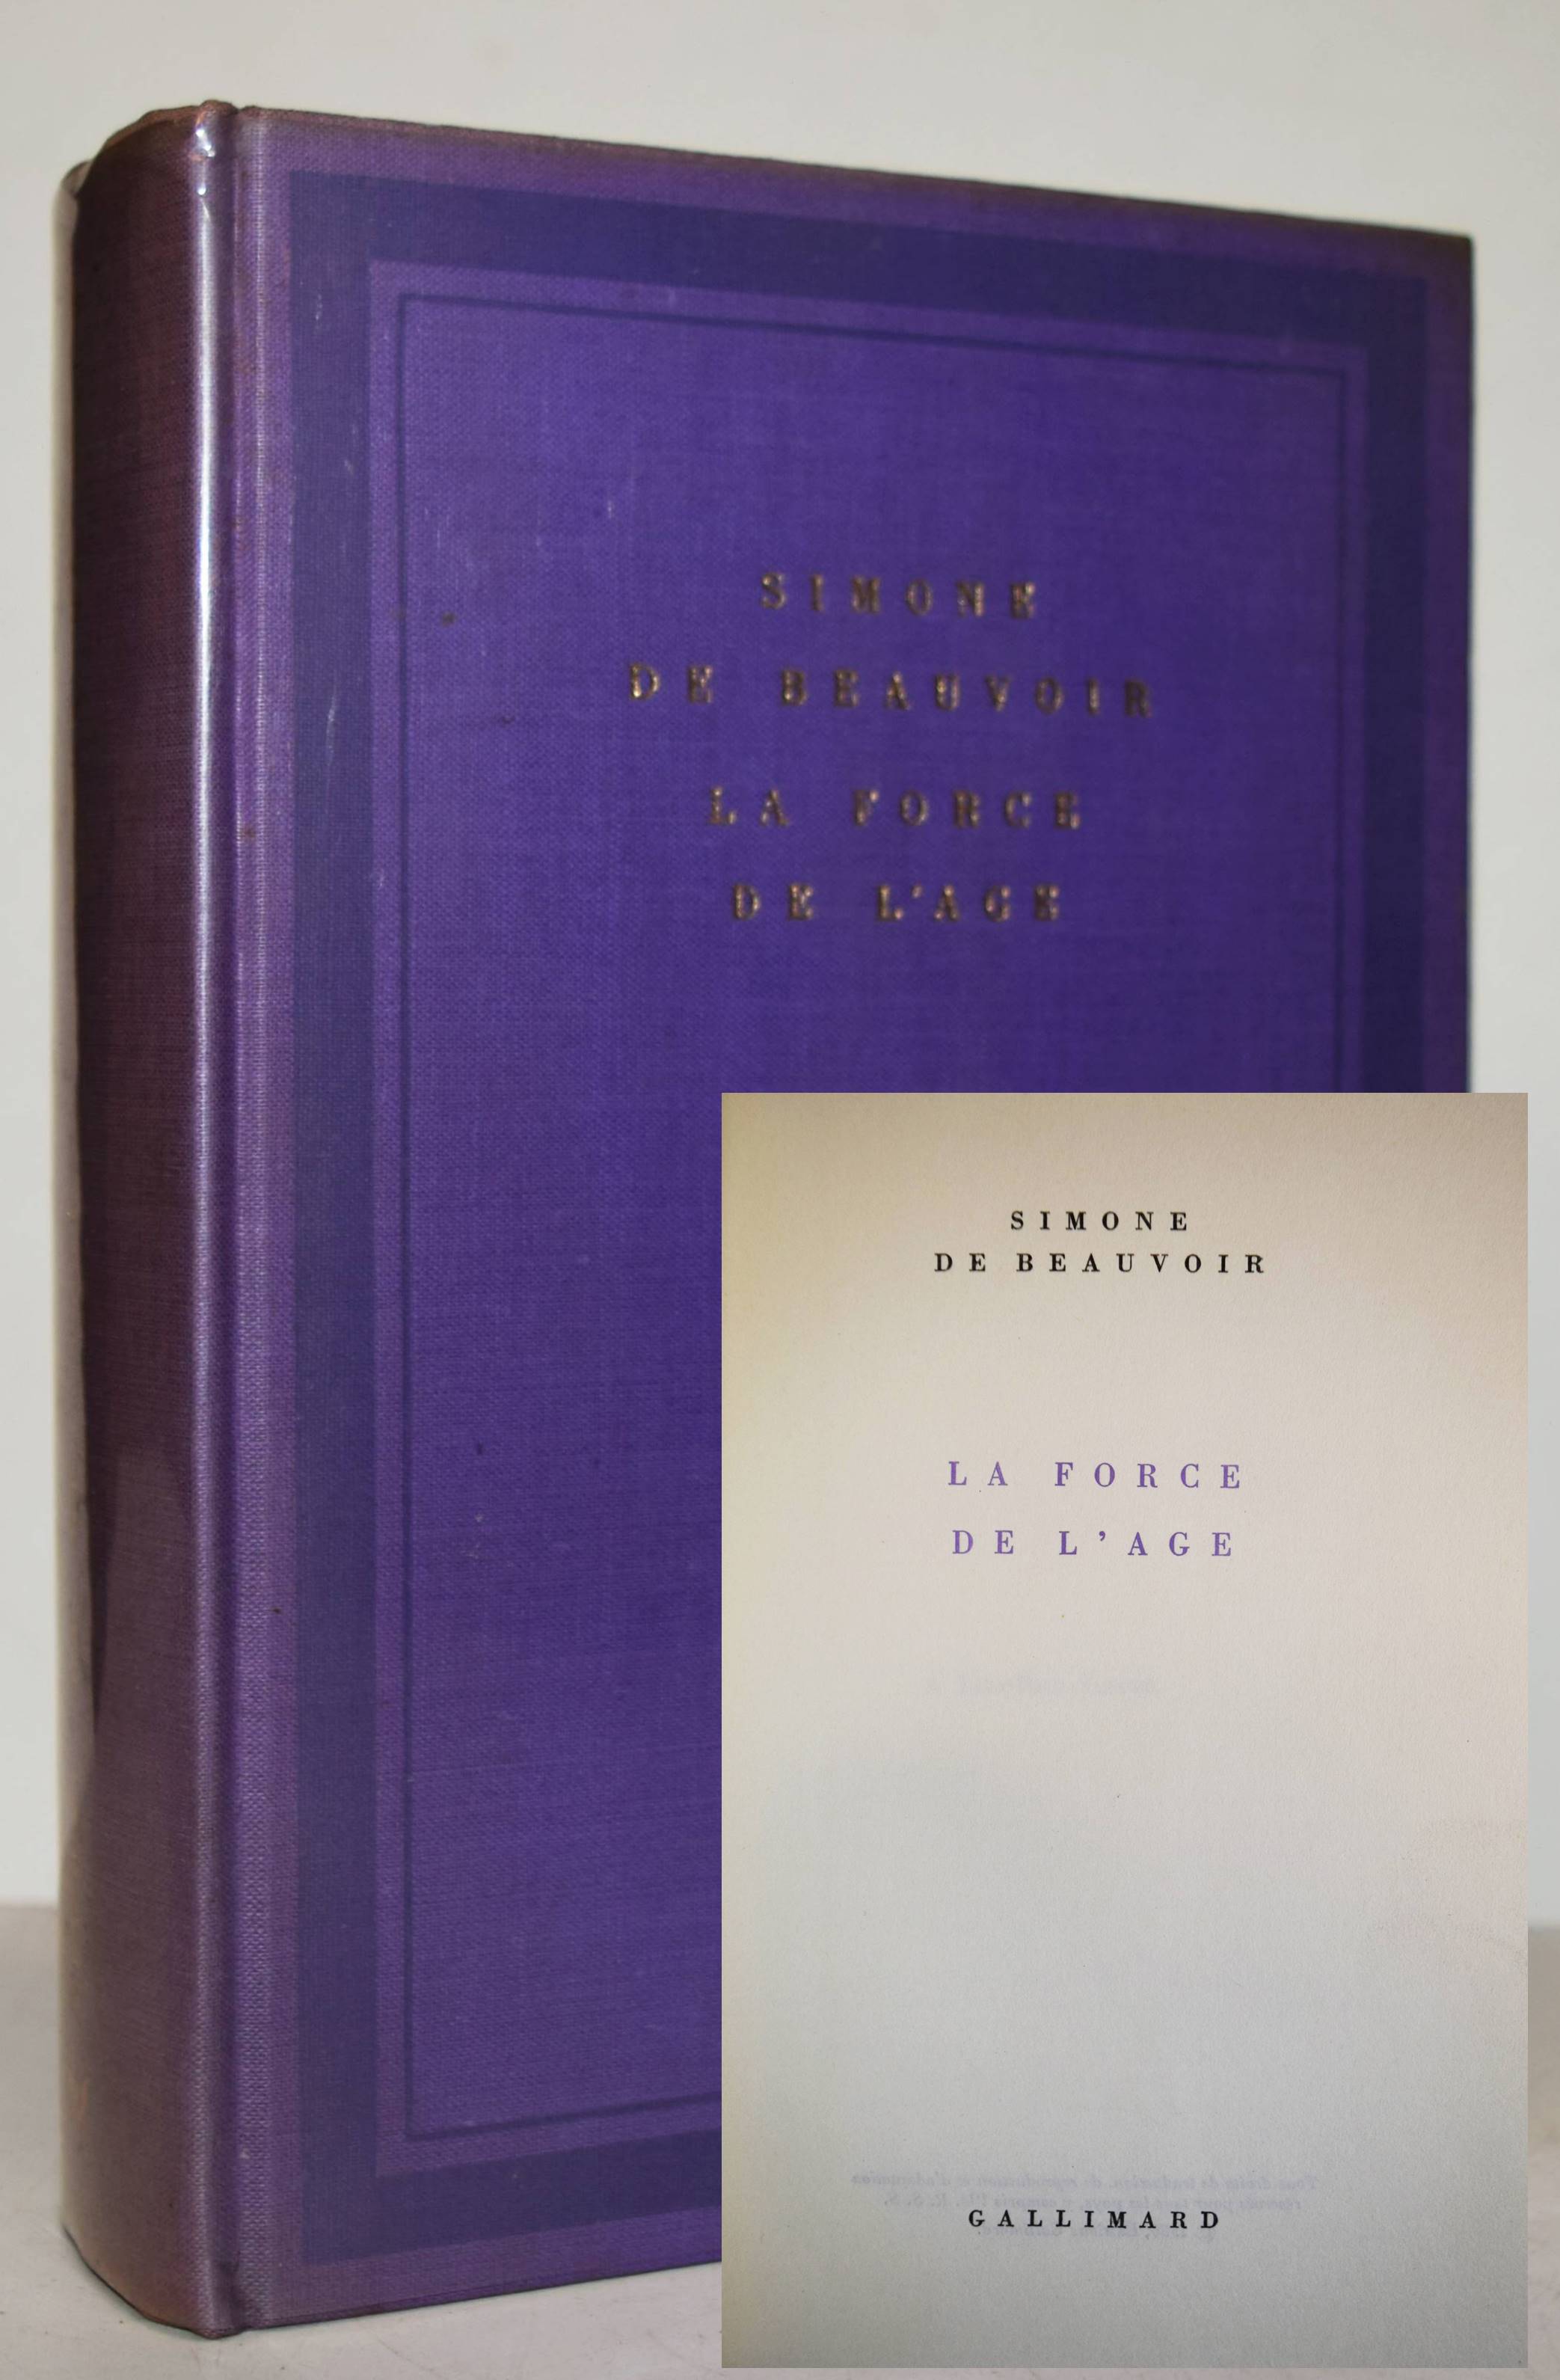 SIMONE
DE BEAUVOIR
LA FORCE
DE L'AGE
SIMONE
DE BEAUVOIR
LA FORCE
DE L'AGE
GALLIMARD